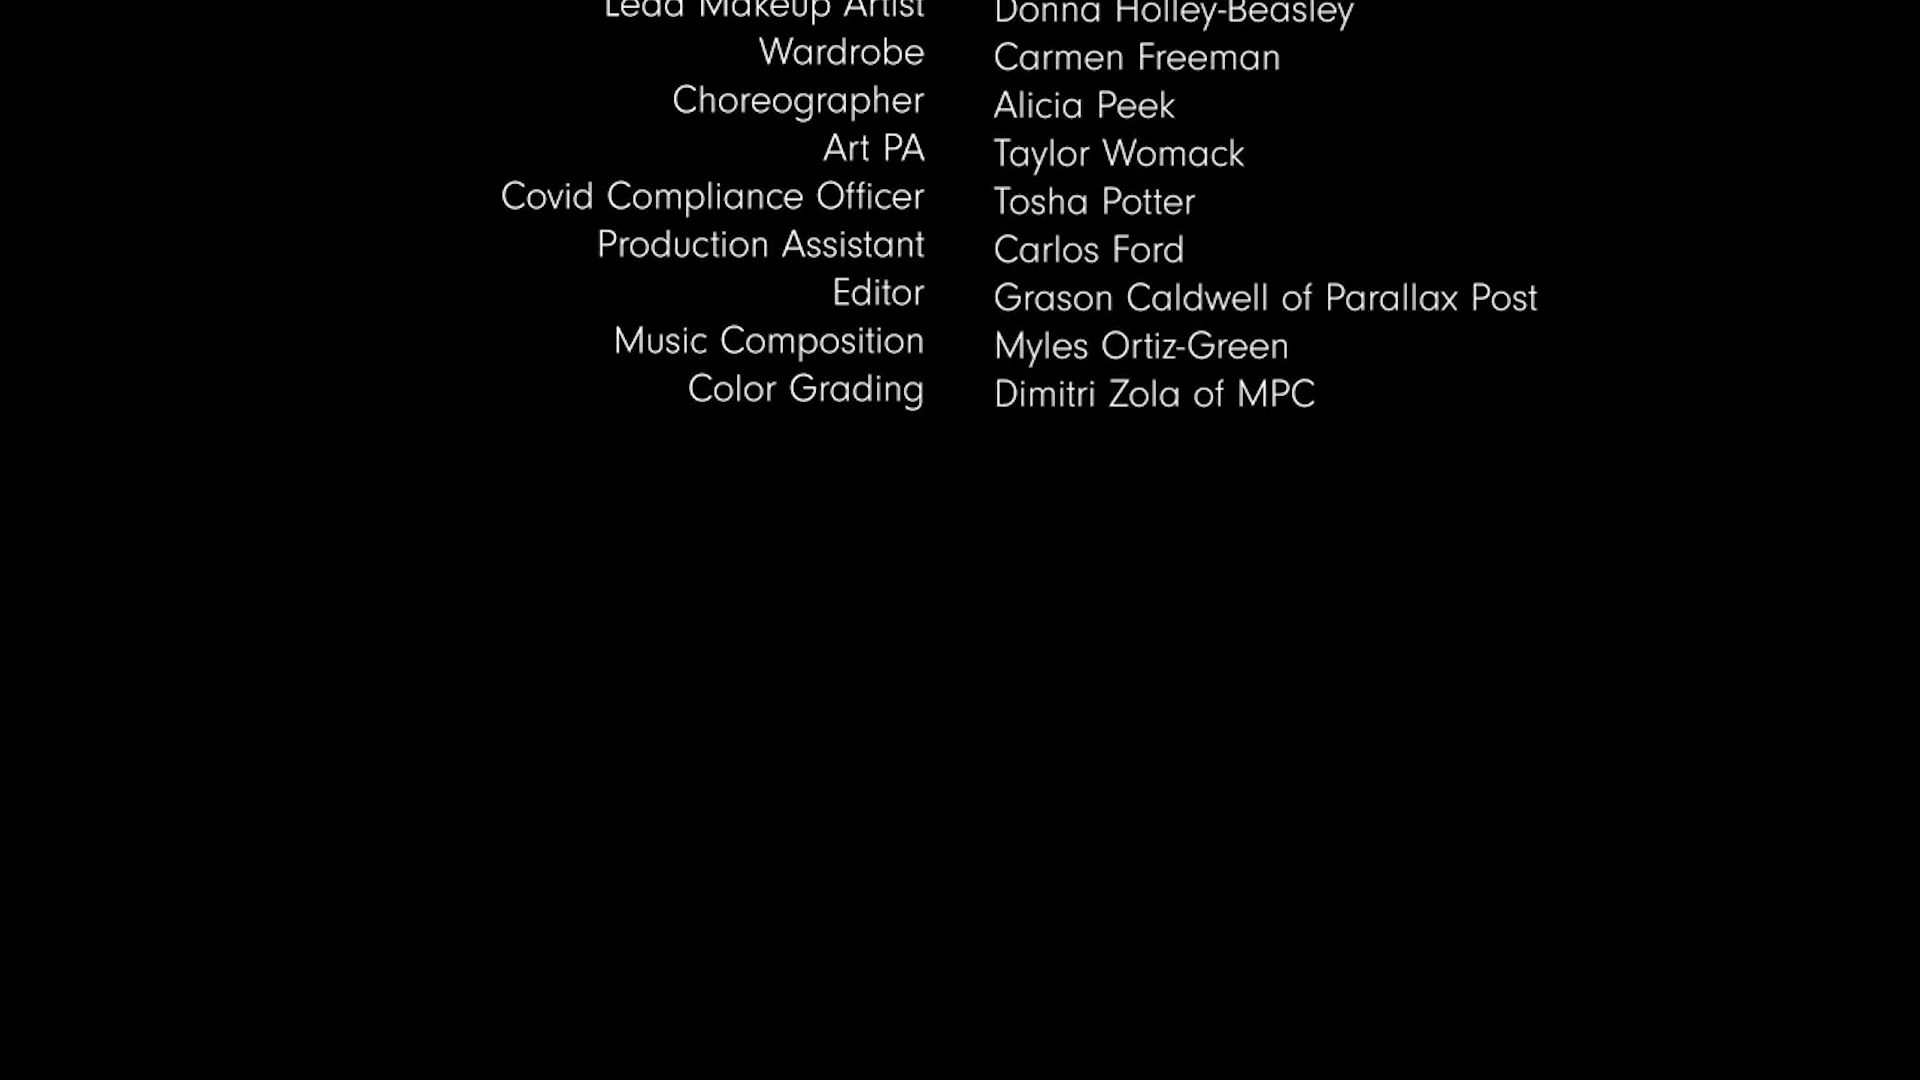 Lead Makeup Artist Donna Holley-Beasley
Wardrobe Carmen Freeman
Choreographer Alicia Peek
Art PA Taylor Womack
Covid Compliance Officer Tosha Potter
Production Assistant Carlos Ford
Editor Grason Caldwell of Parallax Post
Music Composition Myles Ortiz-Green
Color Grading Dimitri Zola of MPC